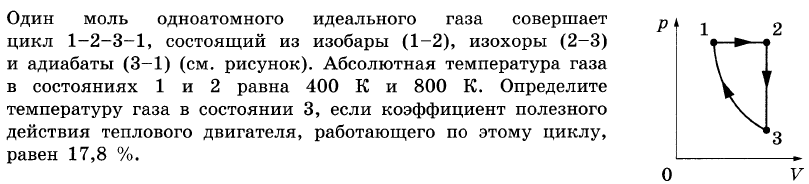 Один моль одноатомного идеального газа совершает
цикл 1–2–3–1, состоящий из изобары (1–2), изохоры (2–3)
и адиабаты (3–1) (см. рисунок). Абсолютная температура газа
в состояниях 1 и 2 равна 400 К и 800 К. Определите
температуру газа в состоянии 3, если коэффициент полезного
действия теплового двигателя, работающего по этому циклу,
равен 17,8 %.
p
1
2
3
0
V